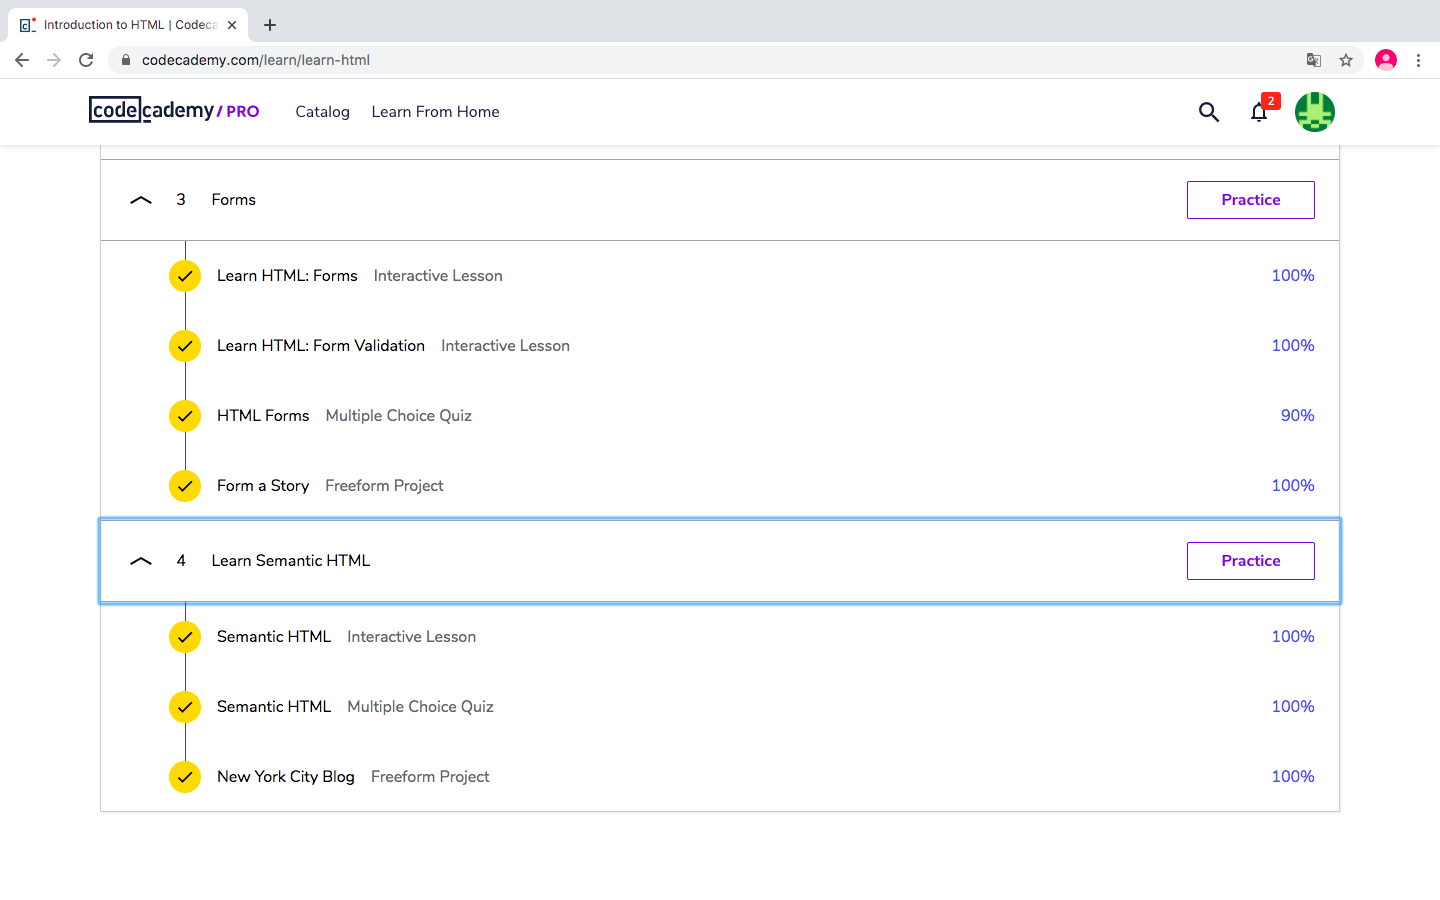 Introduction to HTML | Codeca
codecademy.com/learn/learn-html
codecademy/PRO Catalog Learn From Home 2
3 Forms Practice
Learn HTML: Forms Interactive Lesson 100%
Learn HTML: Form Validation Interactive Lesson 100%
HTML Forms Multiple Choice Quiz 90%
Form a Story Freeform Project 100%
4 Learn Semantic HTML Practice
Semantic HTML Interactive Lesson 100%
Semantic HTML Multiple Choice Quiz 100%
New York City Blog Freeform Project 100%